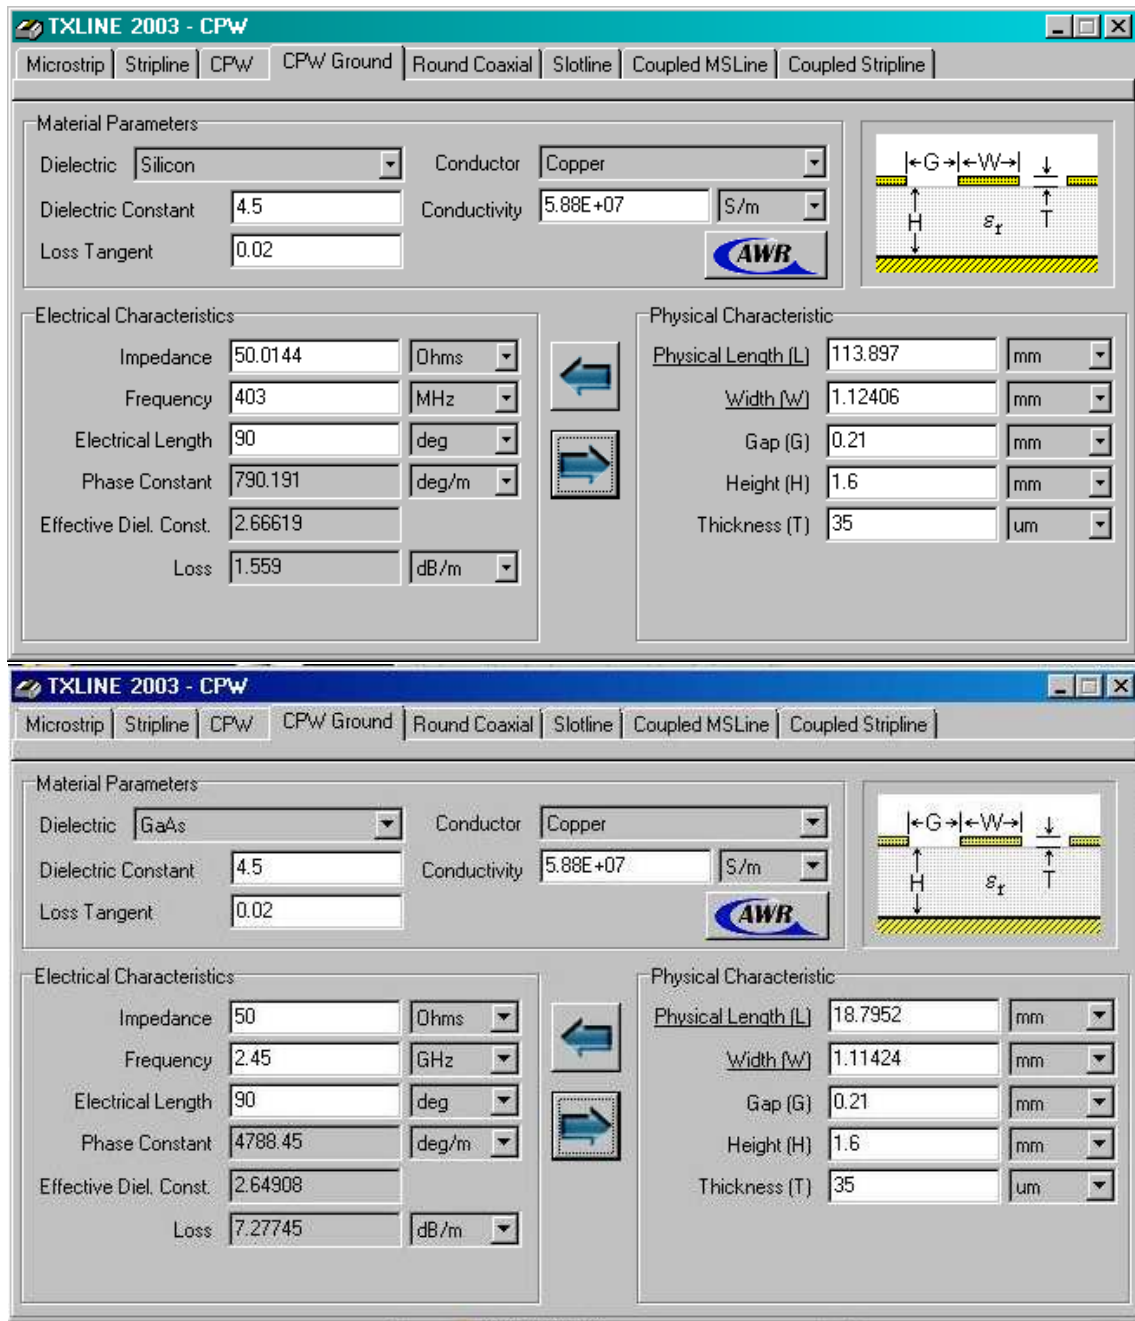 TXLINE 2003 - CPW
Microstrip Stripline CPW CPW Ground Round Coaxial Slotline Coupled MSLine Coupled Stripline
Material Parameters
Dielectric Silicon Conductor Copper
Dielectric Constant 4.5 Conductivity 5.88E+07 S/m
Loss Tangent 0.02 AWR
G W
H εr T
Electrical Characteristics Physical Characteristic
Impedance 50.0144 Ohms Physical Length (L) 113.897 mm
Frequency 403 MHz Width (W) 1.12406 mm
Electrical Length 90 deg Gap (G) 0.21 mm
Phase Constant 790.191 deg/m Height (H) 1.6 mm
Effective Diel. Const. 2.66619 Thickness (T) 35 um
Loss 1.559 dB/m
TXLINE 2003 - CPW
Microstrip Stripline CPW CPW Ground Round Coaxial Slotline Coupled MSLine Coupled Stripline
Material Parameters
Dielectric GaAs Conductor Copper
Dielectric Constant 4.5 Conductivity 5.88E+07 S/m
Loss Tangent 0.02 AWR
G W
H εr T
Electrical Characteristics Physical Characteristic
Impedance 50 Ohms Physical Length (L) 18.7952 mm
Frequency 2.45 GHz Width (W) 1.11424 mm
Electrical Length 90 deg Gap (G) 0.21 mm
Phase Constant 4788.45 deg/m Height (H) 1.6 mm
Effective Diel. Const. 2.64908 Thickness (T) 35 um
Loss 7.27745 dB/m